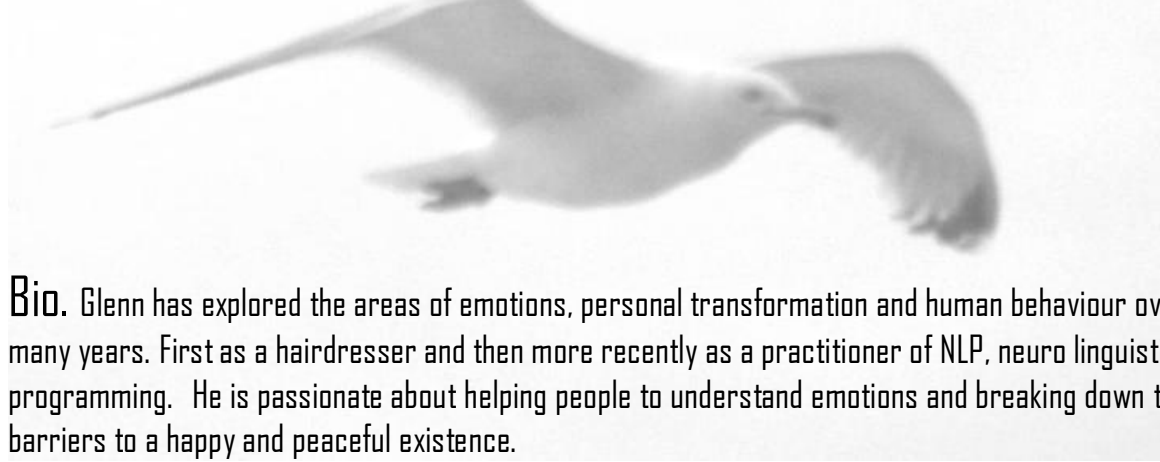 Bio. Glenn has explored the areas of emotions, personal transformation and human behaviour ov
many years. First as a hairdresser and then more recently as a practitioner of NLP, neuro linguist
programming. He is passionate about helping people to understand emotions and breaking down t
barriers to a happy and peaceful existence.